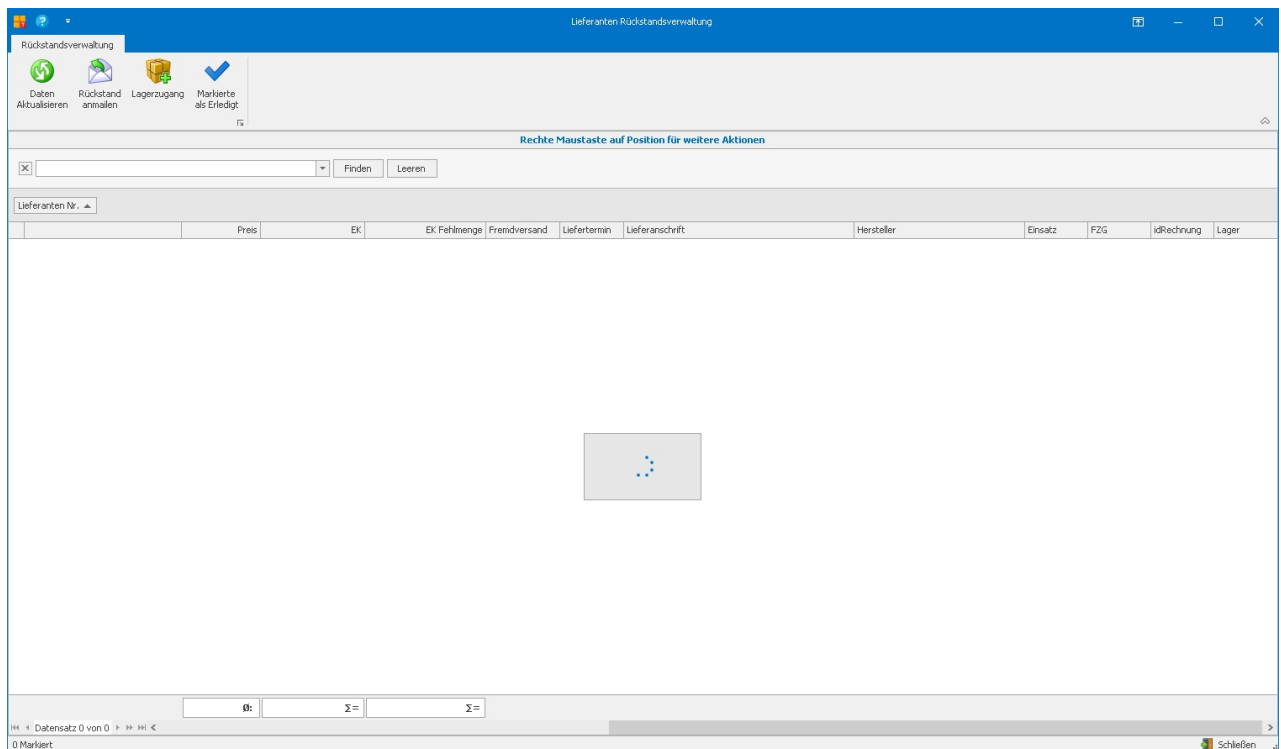 Lieferanten Rückstandsverwaltung
Rückstandsverwaltung
Daten Aktualisieren
Rückstand anmailen
Lagerzugang
Markierte als Erledigt
Rechte Maustaste auf Position für weitere Aktionen
Finden Leeren
Lieferanten Nr.
Preis EK EK Fehlmenge Fremdversand Liefertermin Lieferanschrift Hersteller Einsatz FZG idRechnung Lager
Ø: Σ= Σ=
Datensatz 0 von 0
0 Markiert Schließen